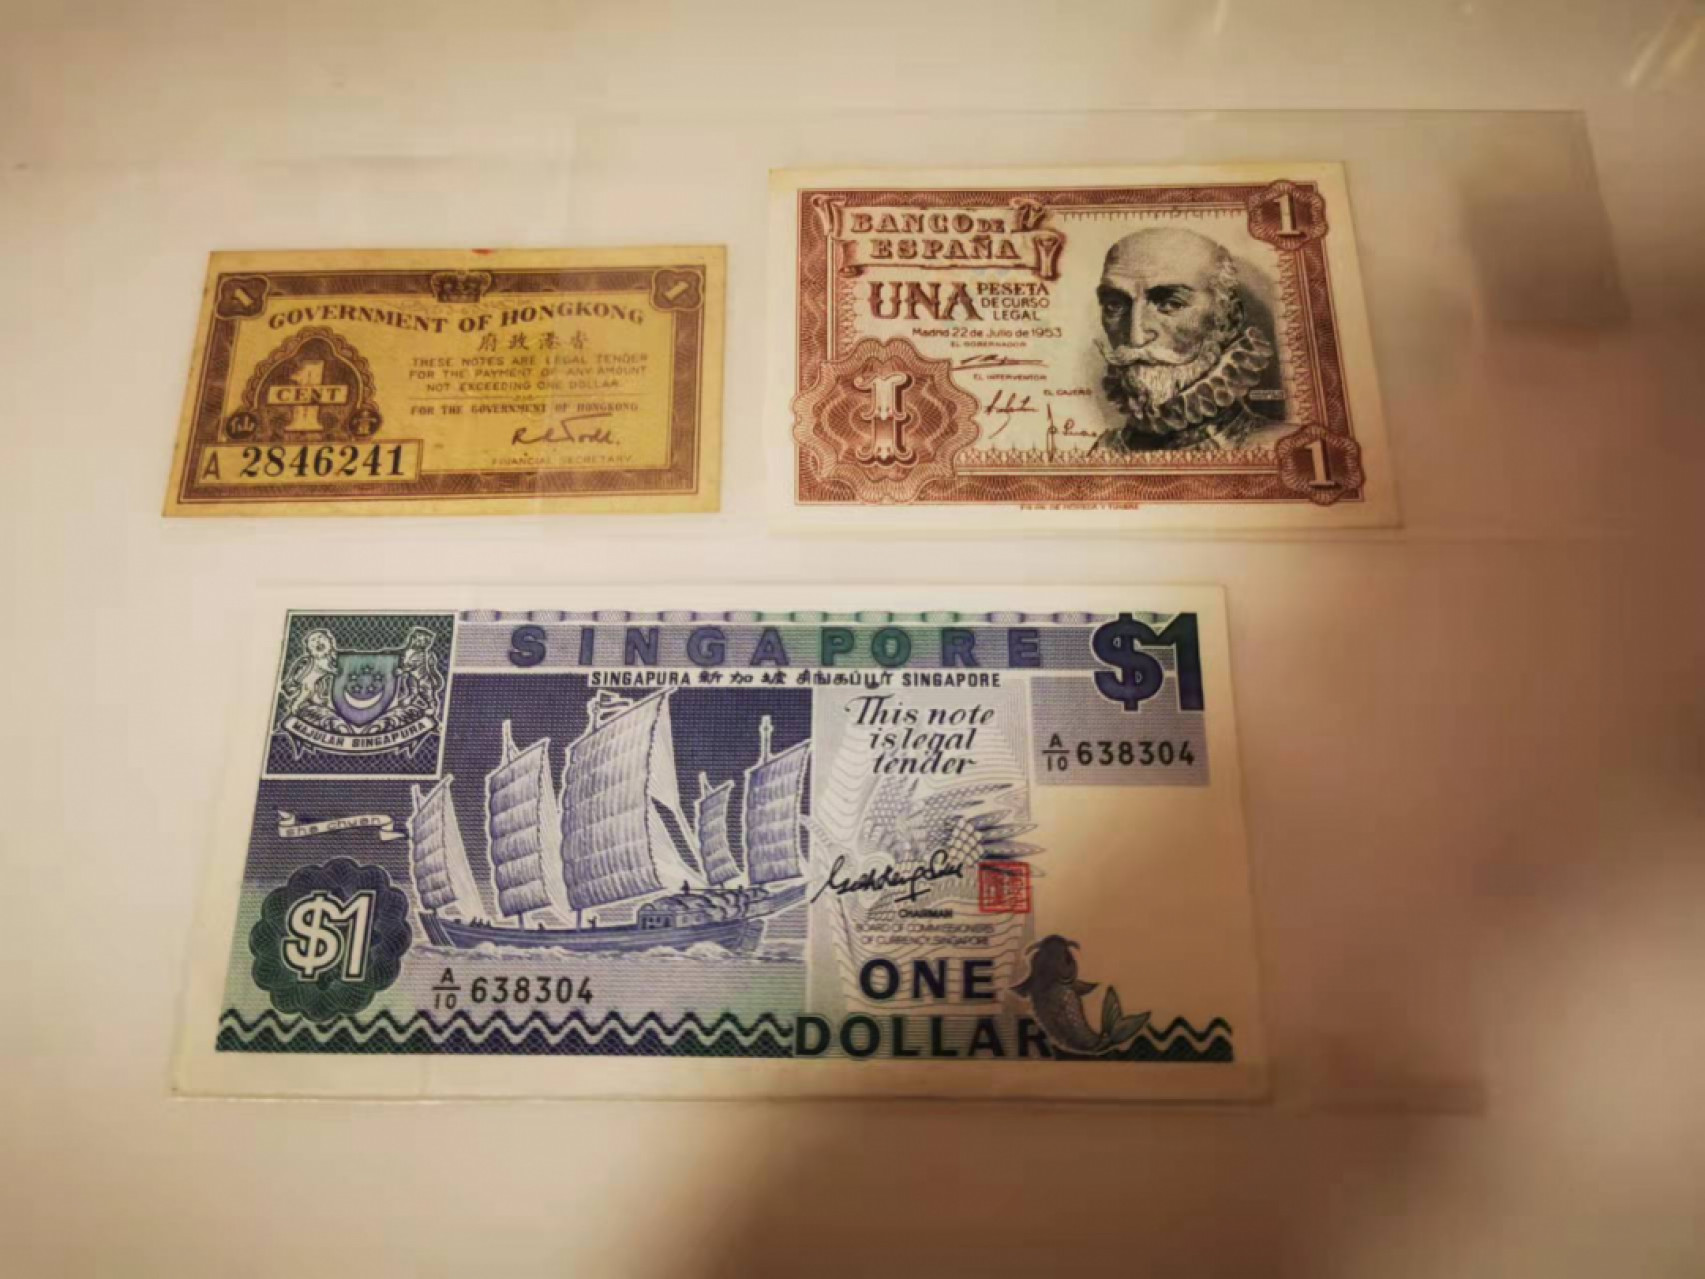 1
1
GOVERNMENT OF HONGKONG
府政港香
THESE NOTES ARE LEGAL TENDER
FOR THE PAYMENT OF ANY AMOUNT
NOT EXCEEDING ONE DOLLAR.
1
CENT
FOR THE GOVERNMENT OF HONGKONG
仙 壹
FINANCIAL SECRETARY.
A 2846241
BANCO DE
ESPAÑA
1
UNA PESETA
DE CURSO
LEGAL
Madrid 22 de Julio de 1953
EL GOBERNADOR
EL INTERVENTOR
EL CAJERO
1
1
SINGAPORE
$1
SINGAPURA 新加坡 சிங்கப்பூர் SINGAPORE
MAJULAH SINGAPURA
This note
is legal
tender
A/10 638304
sha chuan
$1
CHAIRMAN
BOARD OF COMMISSIONERS
OF CURRENCY, SINGAPORE
A/10 638304
ONE
DOLLAR